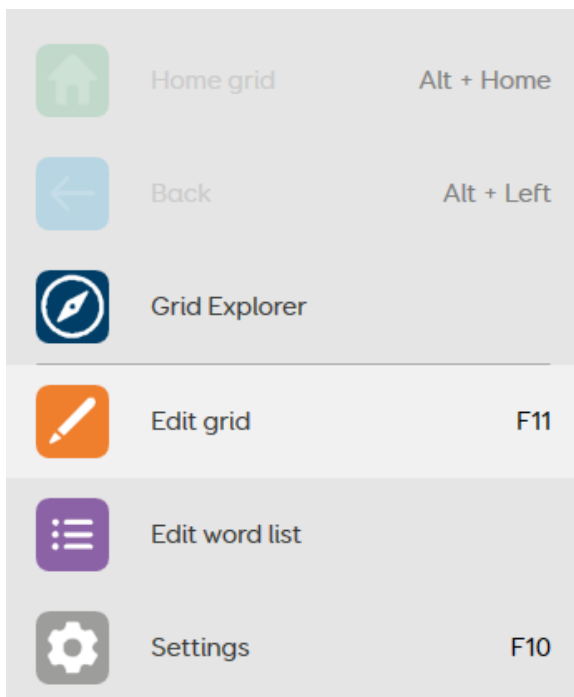 Home grid Alt + Home
Back Alt + Left
Grid Explorer
Edit grid F11
Edit word list
Settings F10